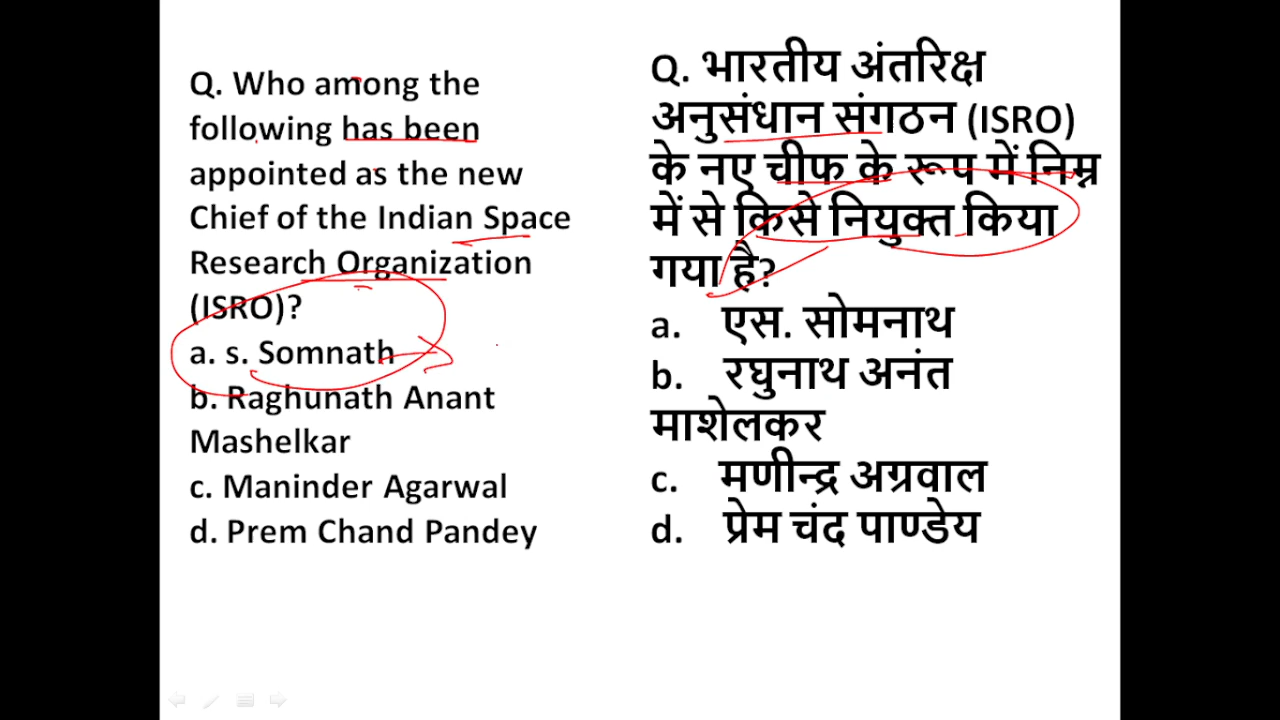 Q. Who among the
following has been
appointed as the new
Chief of the Indian Space
Research Organization
(ISRO)?
a. s. Somnath
b. Raghunath Anant
Mashelkar
c. Maninder Agarwal
d. Prem Chand Pandey
Q. भारतीय अंतरिक्ष
अनुसंधान संगठन (ISRO)
के नए चीफ के रूप में निम्न
में से किसे नियुक्त किया
गया है?
a. एस. सोमनाथ
b. रघुनाथ अनंत
माशेलकर
c. मणीन्द्र अग्रवाल
d. प्रेम चंद पाण्डेय